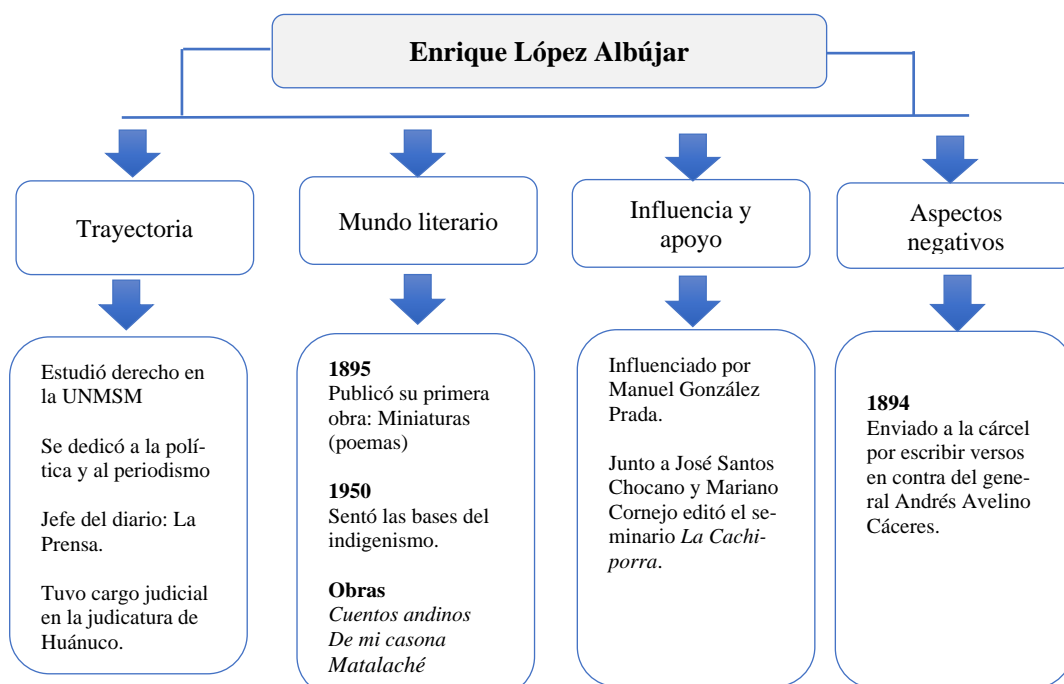 Enrique López Albújar
Trayectoria
Mundo literario
Influencia y
apoyo
Aspectos
negativos
Estudió derecho en
la UNMSM
Se dedicó a la polí-
tica y al periodismo
Jefe del diario: La
Prensa.
Tuvo cargo judicial
en la judicatura de
Huánuco.
1895
Publicó su primera
obra: Miniaturas
(poemas)
1950
Sentó las bases del
indigenismo.
Obras
Cuentos andinos
De mi casona
Matalaché
Influenciado por
Manuel González
Prada.
Junto a José Santos
Chocano y Mariano
Cornejo editó el se-
minario La Cachi-
porra.
1894
Enviado a la cárcel
por escribir versos
en contra del gene-
ral Andrés Avelino
Cáceres.